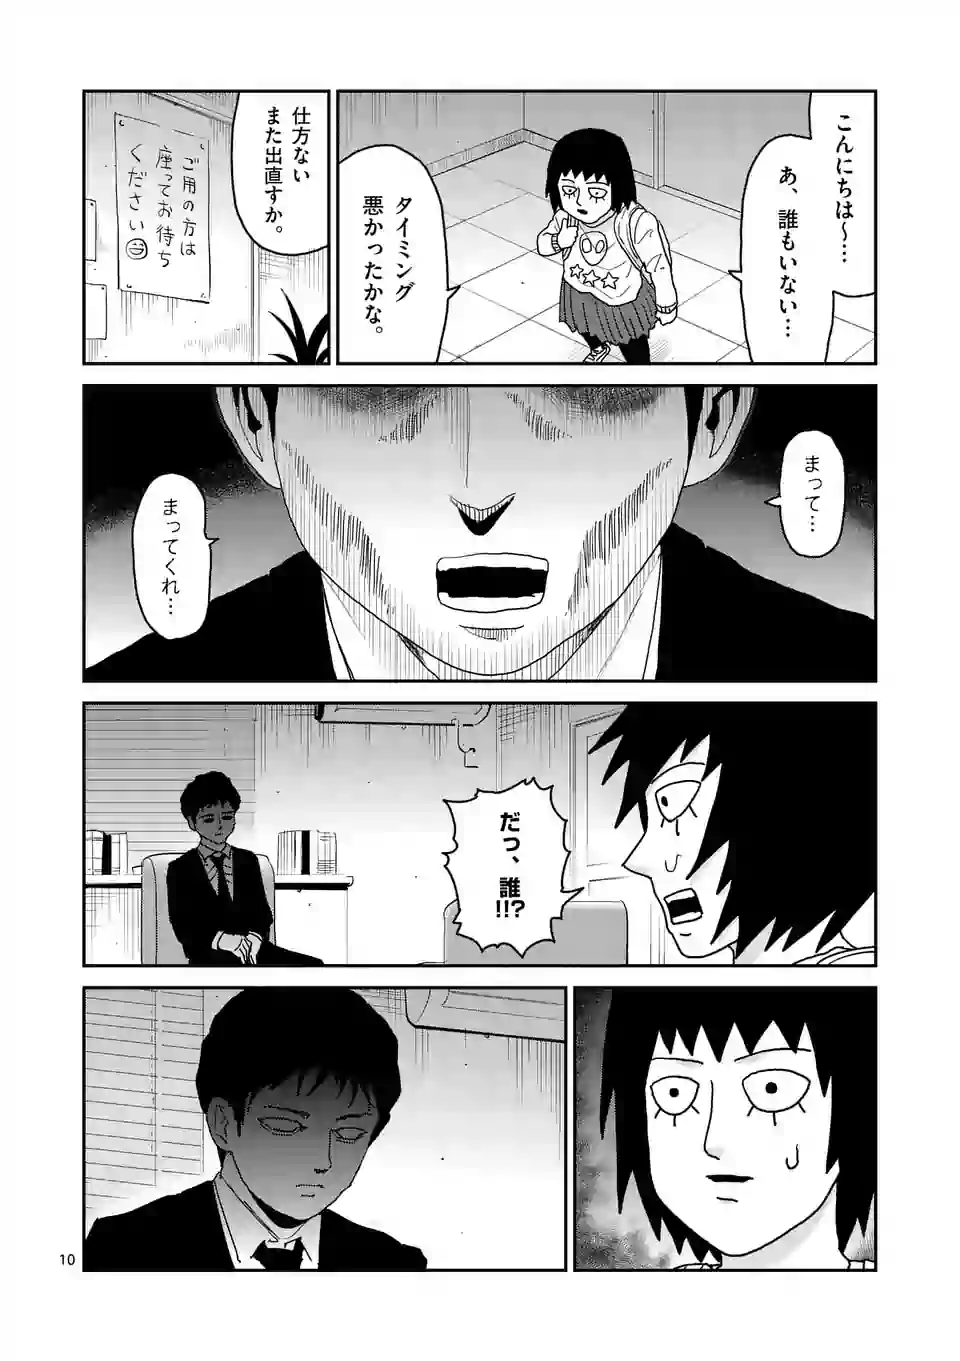 こんにちは〜…
あ、誰もいない…
タイミング
悪かったかな。
仕方ない
また出直すか。
ご用の方は
座ってお待ち
ください
まって…
まってくれ…
だっ、誰!!?
10